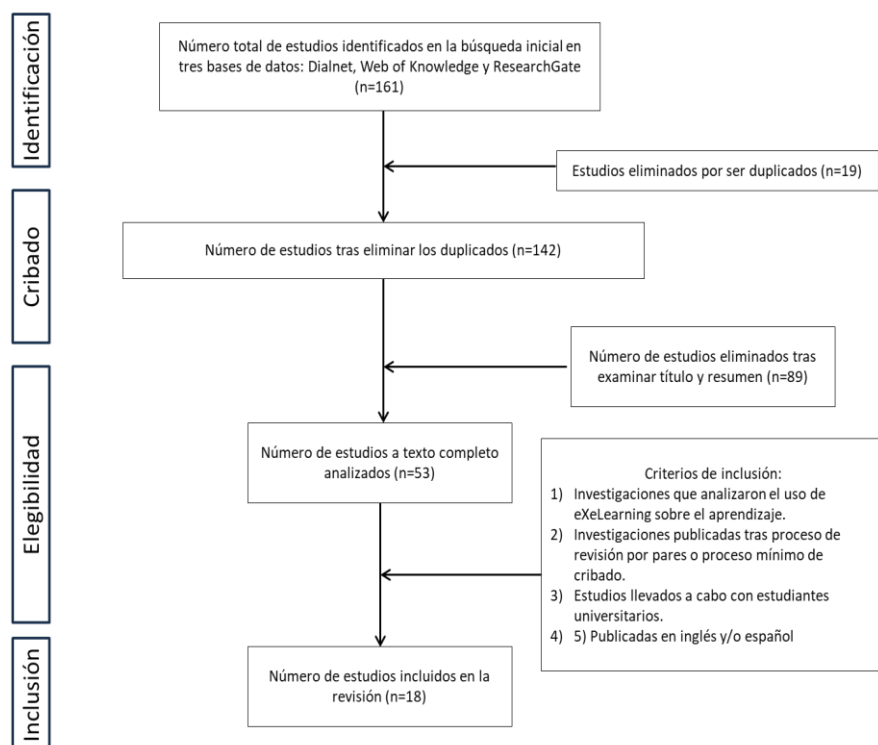 Identificación
Número total de estudios identificados en la búsqueda inicial en
tres bases de datos: Dialnet, Web of Knowledge y ResearchGate
(n=161)
Estudios eliminados por ser duplicados (n=19)
Cribado
Número de estudios tras eliminar los duplicados (n=142)
Número de estudios eliminados tras
examinar título y resumen (n=89)
Elegibilidad
Número de estudios a texto completo
analizados (n=53)
Criterios de inclusión:
1) Investigaciones que analizaron el uso de
eXeLearning sobre el aprendizaje.
2) Investigaciones publicadas tras proceso de
revisión por pares o proceso mínimo de
cribado.
3) Estudios llevados a cabo con estudiantes
universitarios.
4) 5) Publicadas en inglés y/o español
Inclusión
Número de estudios incluidos en la
revisión (n=18)